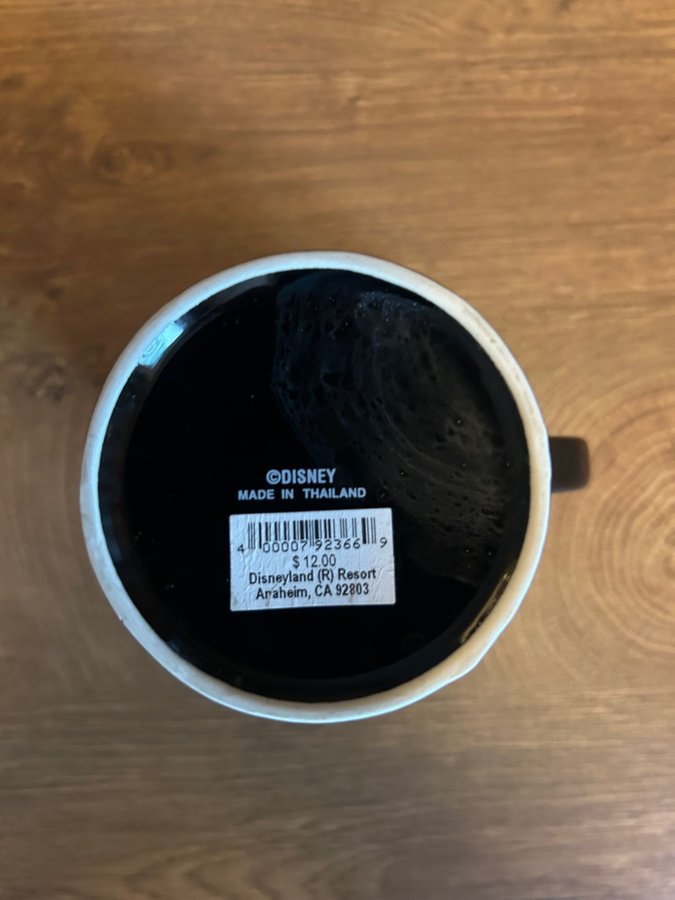 ©DISNEY
MADE IN THAILAND
4 00007 92366 9
$ 12.00
Disneyland (R) Resort
Anaheim, CA 92803